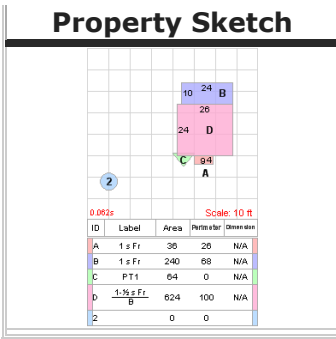 Property Sketch
10 24 B
26
24 D
C 94
A
2
0.062s Scale: 10 ft
ID Label Area Perimeter Dimension
A 1 s Fr 36 26 N/A
B 1 s Fr 240 68 N/A
C PT1 64 0 N/A
D 1-½ s Fr 624 100 N/A
B
2 0 0